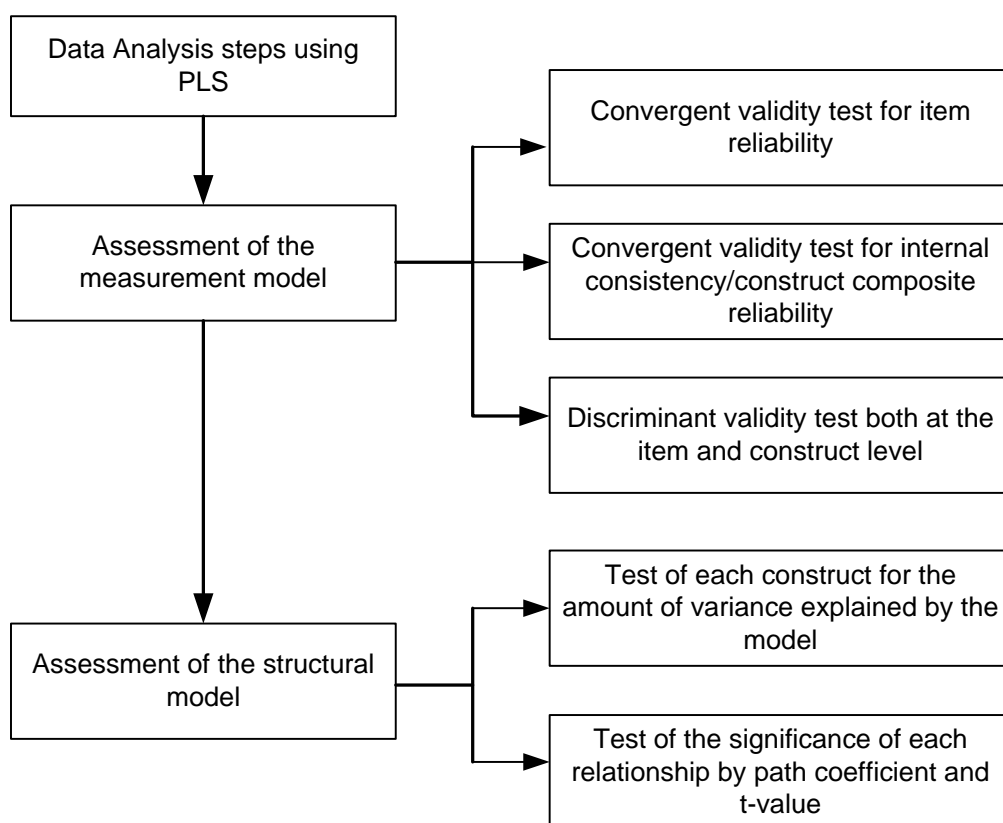 Data Analysis steps using
PLS
Convergent validity test for item
reliability
Assessment of the
measurement model
Convergent validity test for internal
consistency/construct composite
reliability
Discriminant validity test both at the
item and construct level
Test of each construct for the
amount of variance explained by the
model
Assessment of the structural
model
Test of the significance of each
relationship by path coefficient and
t-value